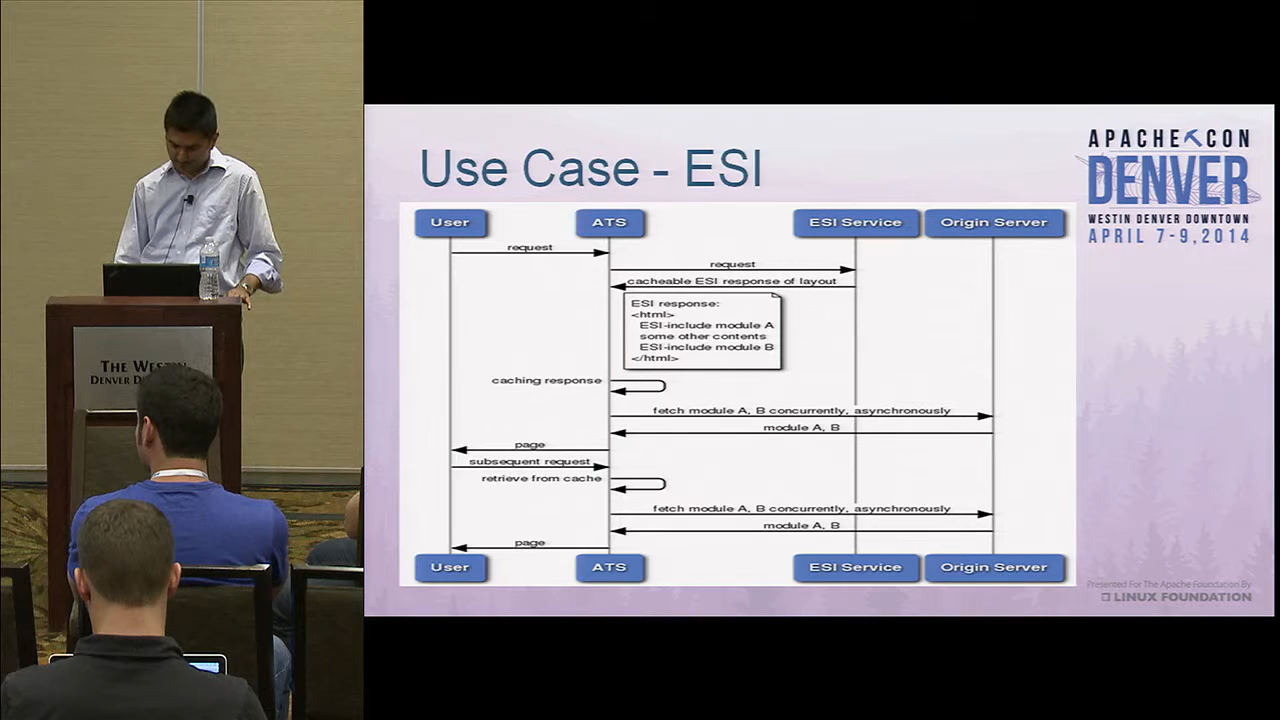 THE WESTIN
DENVER D
Use Case - ESI
APACHE CON
DENVER
WESTIN DENVER DOWNTOWN
APRIL 7-9, 2014
User
ATS
ESI Service
Origin Server
request
request
cacheable ESI response of layout
ESI response:
<html>
ESI-include module A
some other contents
ESI-include module B
</html>
caching response
fetch module A, B concurrently, asynchronously
module A, B
page
subsequent request
retrieve from cache
fetch module A, B concurrently, asynchronously
module A, B
page
User
ATS
ESI Service
Origin Server
Presented For The Apache Foundation By
LINUX FOUNDATION